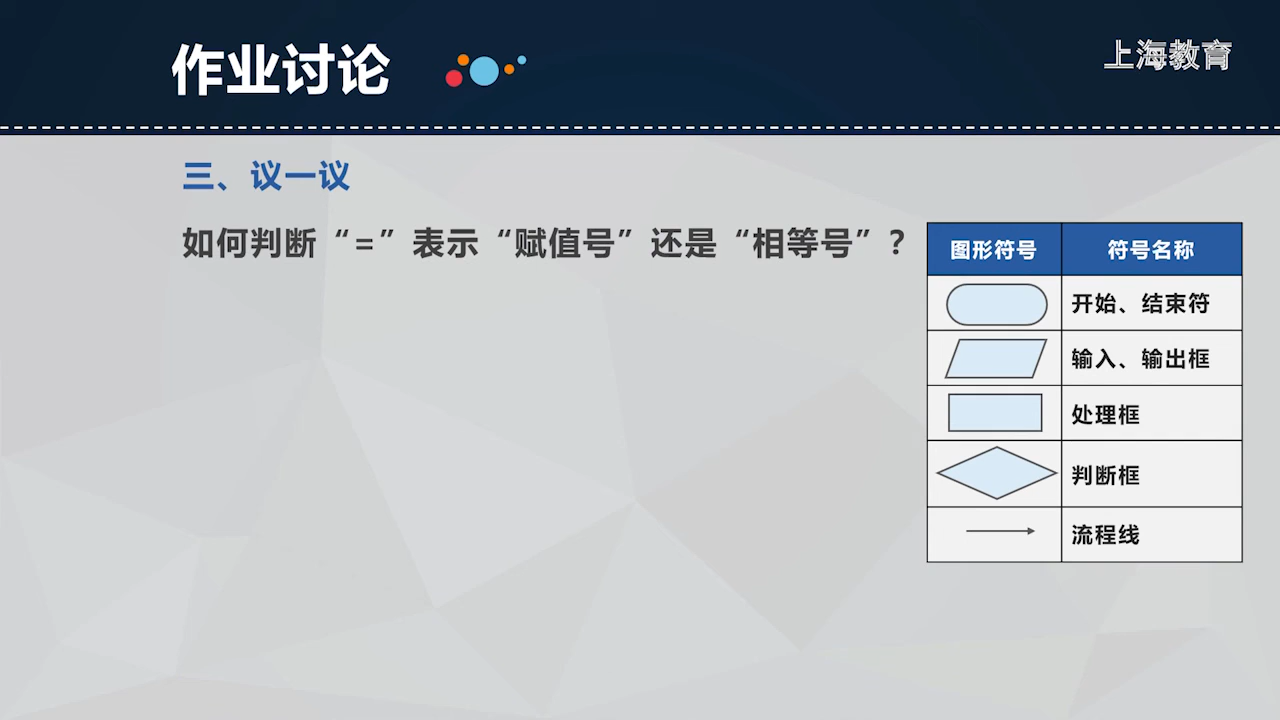 作业讨论
上海教育
三、议一议
如何判断“=”表示“赋值号”还是“相等号”？
图形符号 符号名称
开始、结束符
输入、输出框
处理框
判断框
流程线